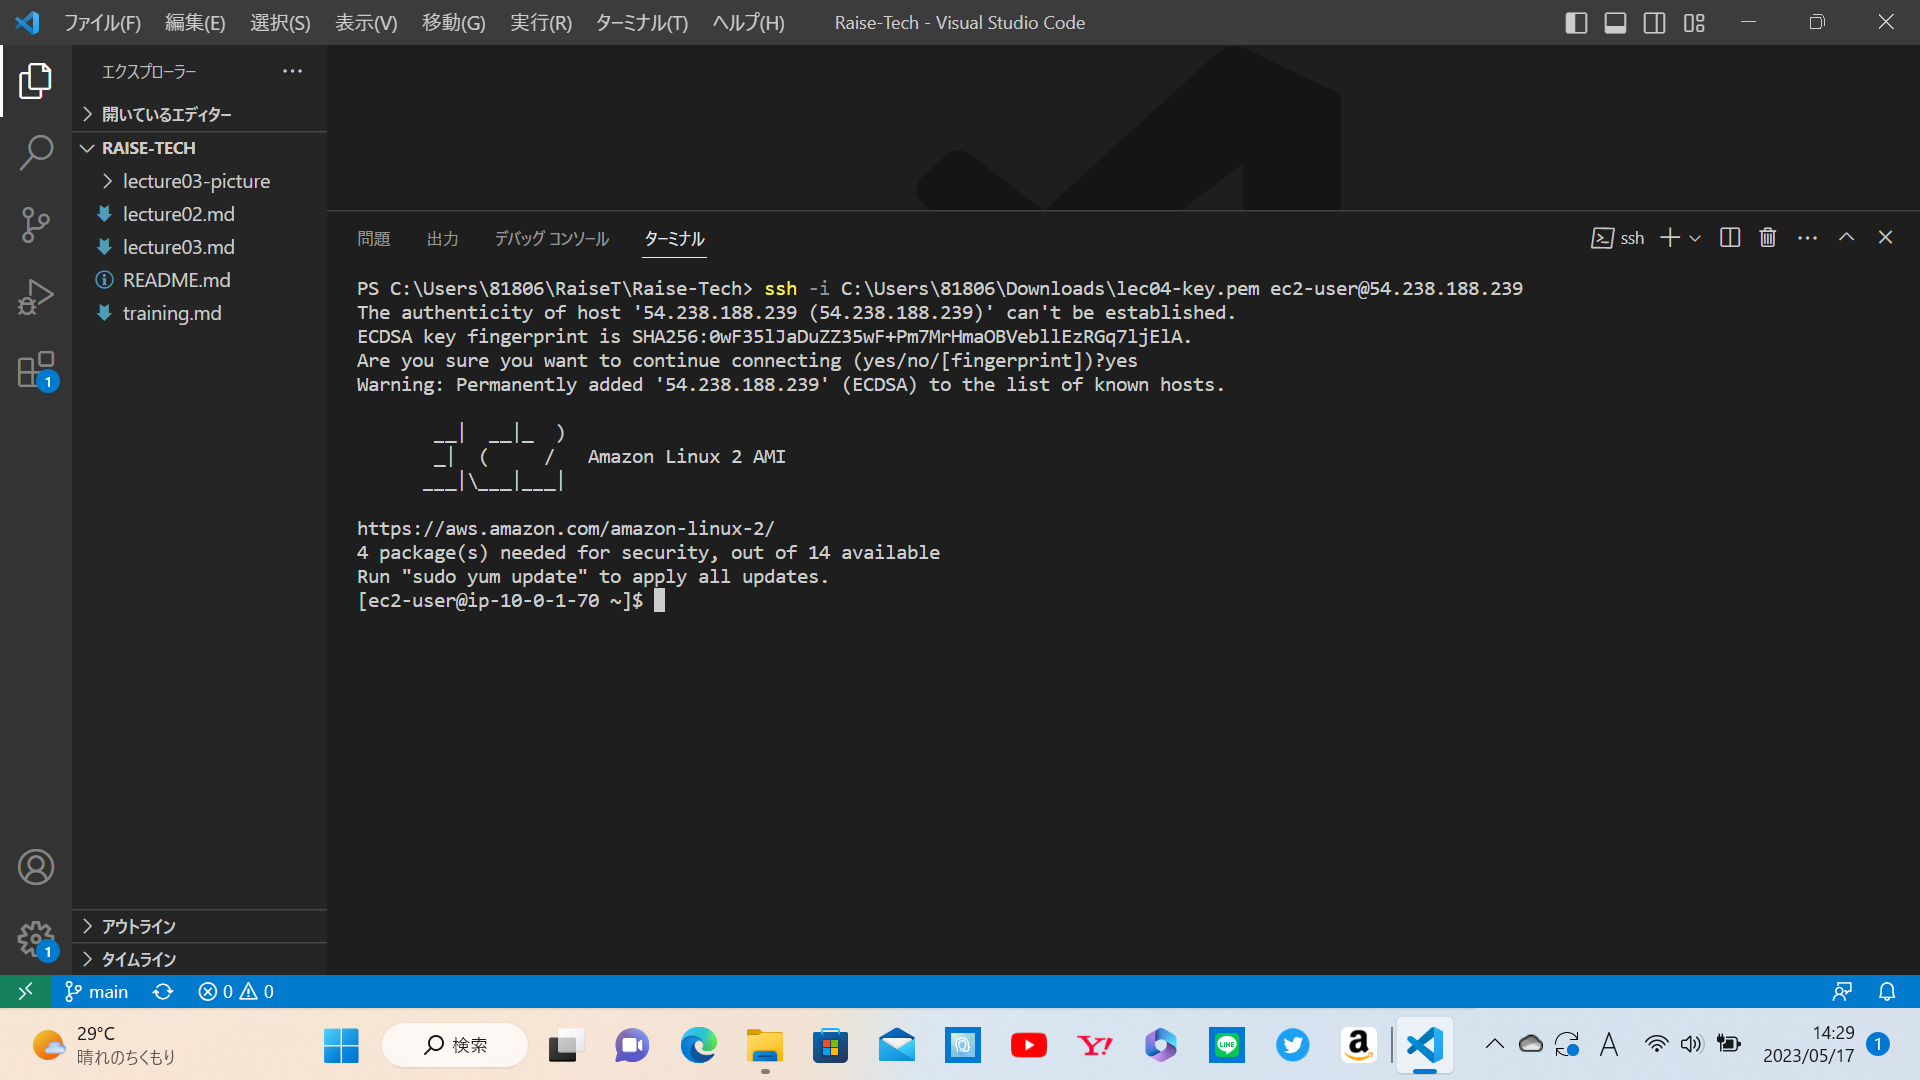 ファイル(F) 編集(E) 選択(S) 表示(V) 移動(G) 実行(R) ターミナル(T) ヘルプ(H) Raise-Tech - Visual Studio Code
エクスプローラー
開いているエディター
RAISE-TECH
lecture03-picture
lecture02.md
lecture03.md
README.md
training.md
アウトライン
タイムライン
1
1
問題 出力 デバッグ コンソール ターミナル ssh
PS C:\Users\81806\RaiseT\Raise-Tech> ssh -i C:\Users\81806\Downloads\lec04-key.pem ec2-user@54.238.188.239
The authenticity of host '54.238.188.239 (54.238.188.239)' can't be established.
ECDSA key fingerprint is SHA256:0wF35lJaDuZZ35wF+Pm7MrHmaOBVebllEzRGq7ljElA.
Are you sure you want to continue connecting (yes/no/[fingerprint])?yes
Warning: Permanently added '54.238.188.239' (ECDSA) to the list of known hosts.
__|  __|_  )
_|  (     /   Amazon Linux 2 AMI
___|\___|___|
https://aws.amazon.com/amazon-linux-2/
4 package(s) needed for security, out of 14 available
Run "sudo yum update" to apply all updates.
[ec2-user@ip-10-0-1-70 ~]$
main 0 0
29°C
晴れのちくもり
検索
Y!
LINE
a
A
14:29
2023/05/17
1